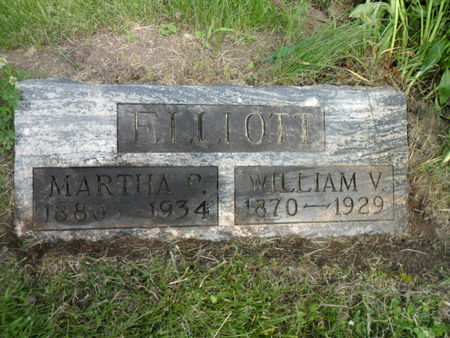 ELLIOTT
MARTHA P. WILLIAM V.
1880 — 1934 1870 — 1929